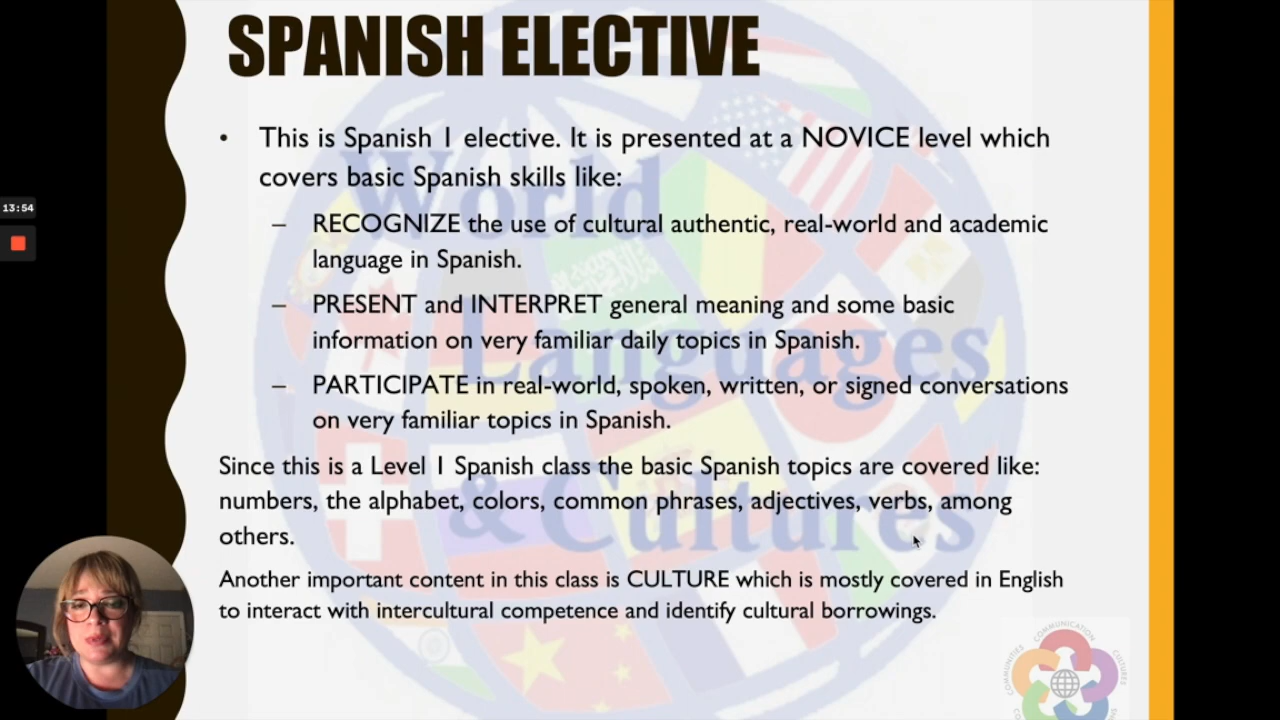 SPANISH ELECTIVE
• This is Spanish 1 elective. It is presented at a NOVICE level which
covers basic Spanish skills like:
– RECOGNIZE the use of cultural authentic, real-world and academic
language in Spanish.
– PRESENT and INTERPRET general meaning and some basic
information on very familiar daily topics in Spanish.
– PARTICIPATE in real-world, spoken, written, or signed conversations
on very familiar topics in Spanish.
Since this is a Level 1 Spanish class the basic Spanish topics are covered like:
numbers, the alphabet, colors, common phrases, adjectives, verbs, among
others.
Another important content in this class is CULTURE which is mostly covered in English
to interact with intercultural competence and identify cultural borrowings.
13:54
World
Languages
& Cultures
COMMUNICATION
CULTURES
COMMUNITIES